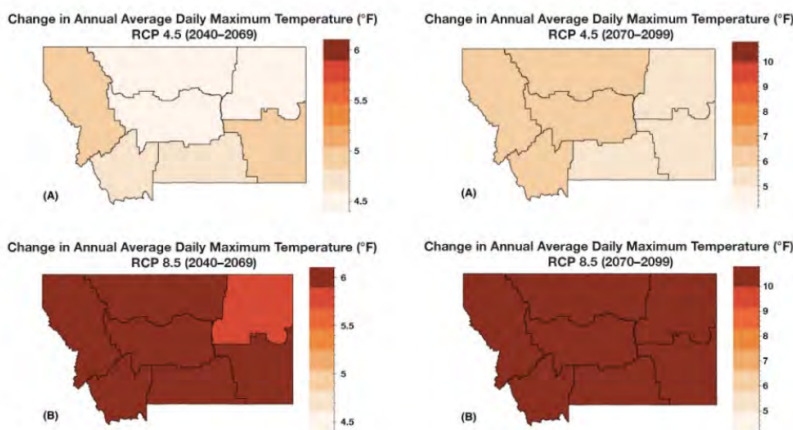 Change in Annual Average Daily Maximum Temperature (°F)
RCP 4.5 (2040–2069)
6
5.5
5
4.5
(A)
Change in Annual Average Daily Maximum Temperature (°F)
RCP 4.5 (2070–2099)
10
9
8
7
6
5
(A)
Change in Annual Average Daily Maximum Temperature (°F)
RCP 8.5 (2040–2069)
6
5.5
5
4.5
(B)
Change in Annual Average Daily Maximum Temperature (°F)
RCP 8.5 (2070–2099)
10
9
8
7
6
5
(B)